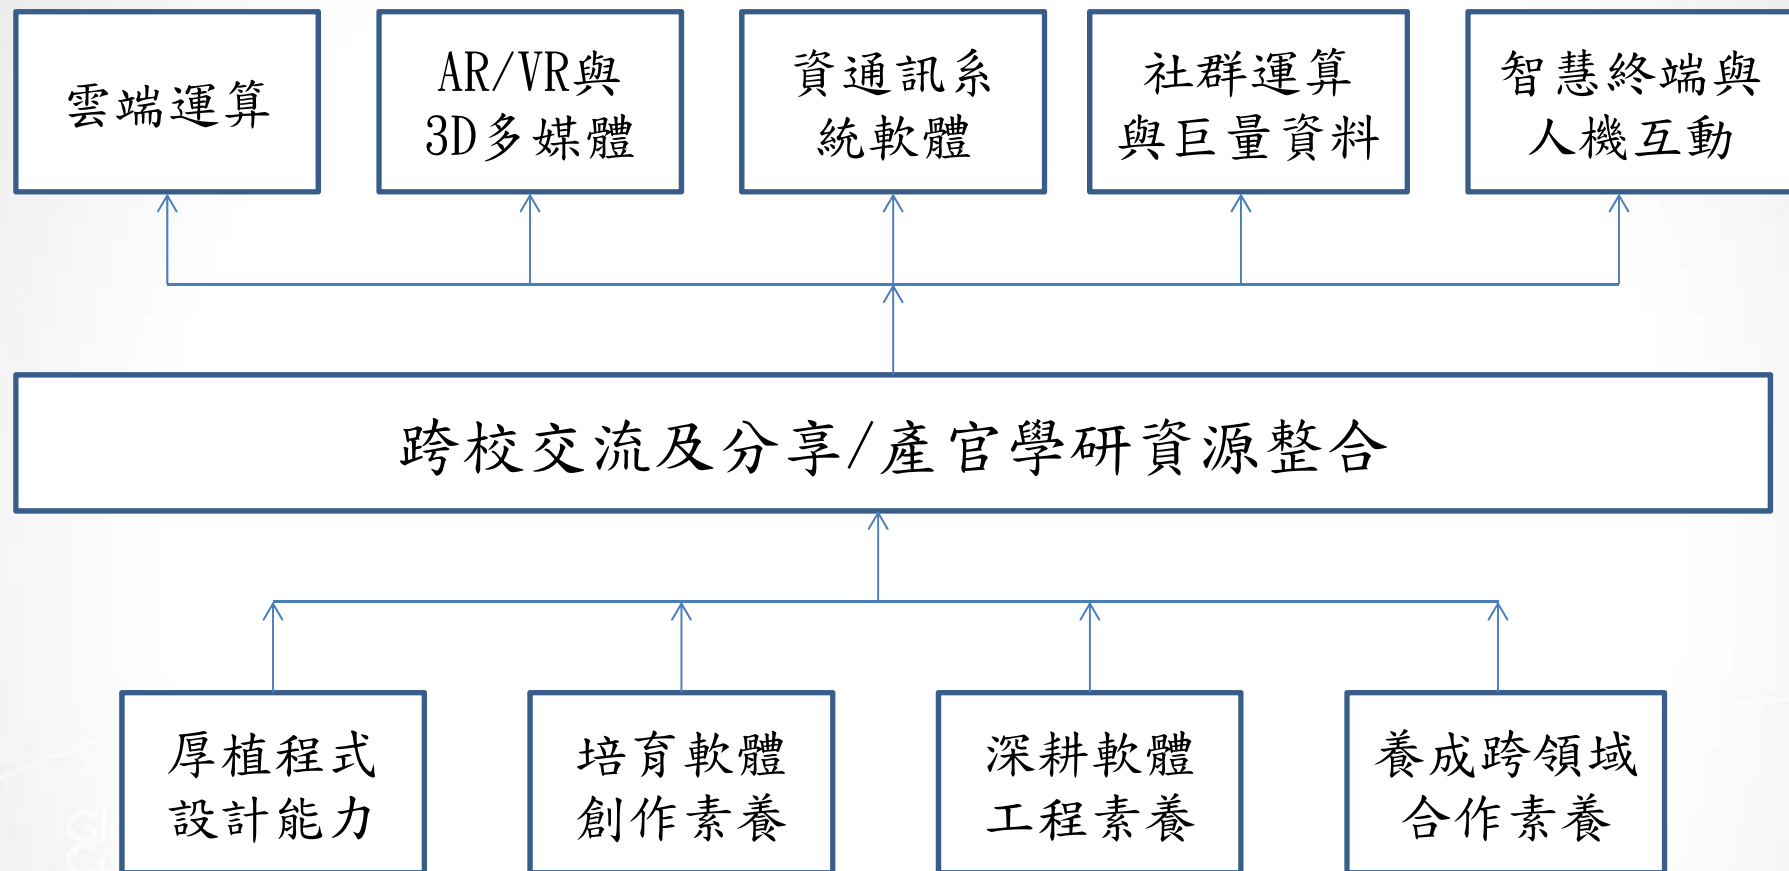 雲端運算
AR/VR與
3D多媒體
資通訊系
統軟體
社群運算
與巨量資料
智慧終端與
人機互動
跨校交流及分享/產官學研資源整合
厚植程式
設計能力
培育軟體
創作素養
深耕軟體
工程素養
養成跨領域
合作素養